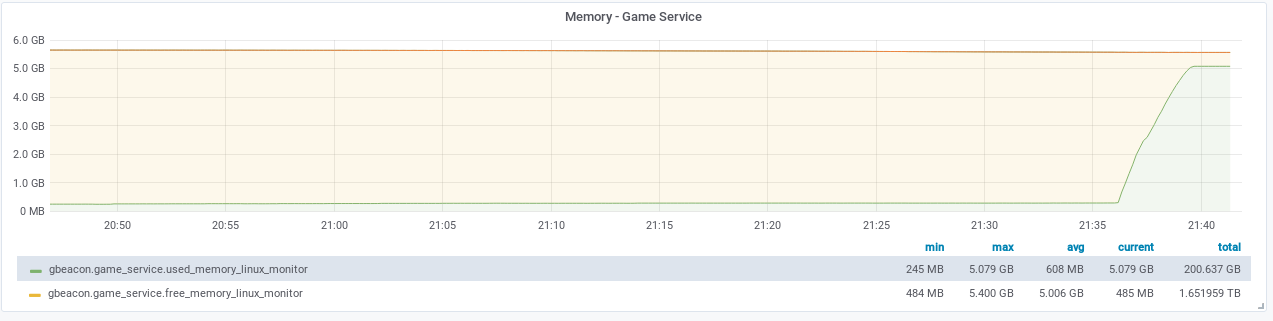 Memory - Game Service
6.0 GB
5.0 GB
4.0 GB
3.0 GB
2.0 GB
1.0 GB
0 MB
20:50 20:55 21:00 21:05 21:10 21:15 21:20 21:25 21:30 21:35 21:40
min max avg current total
gbeacon.game_service.used_memory_linux_monitor 245 MB 5.079 GB 608 MB 5.079 GB 200.637 GB
gbeacon.game_service.free_memory_linux_monitor 484 MB 5.400 GB 5.006 GB 485 MB 1.651959 TB